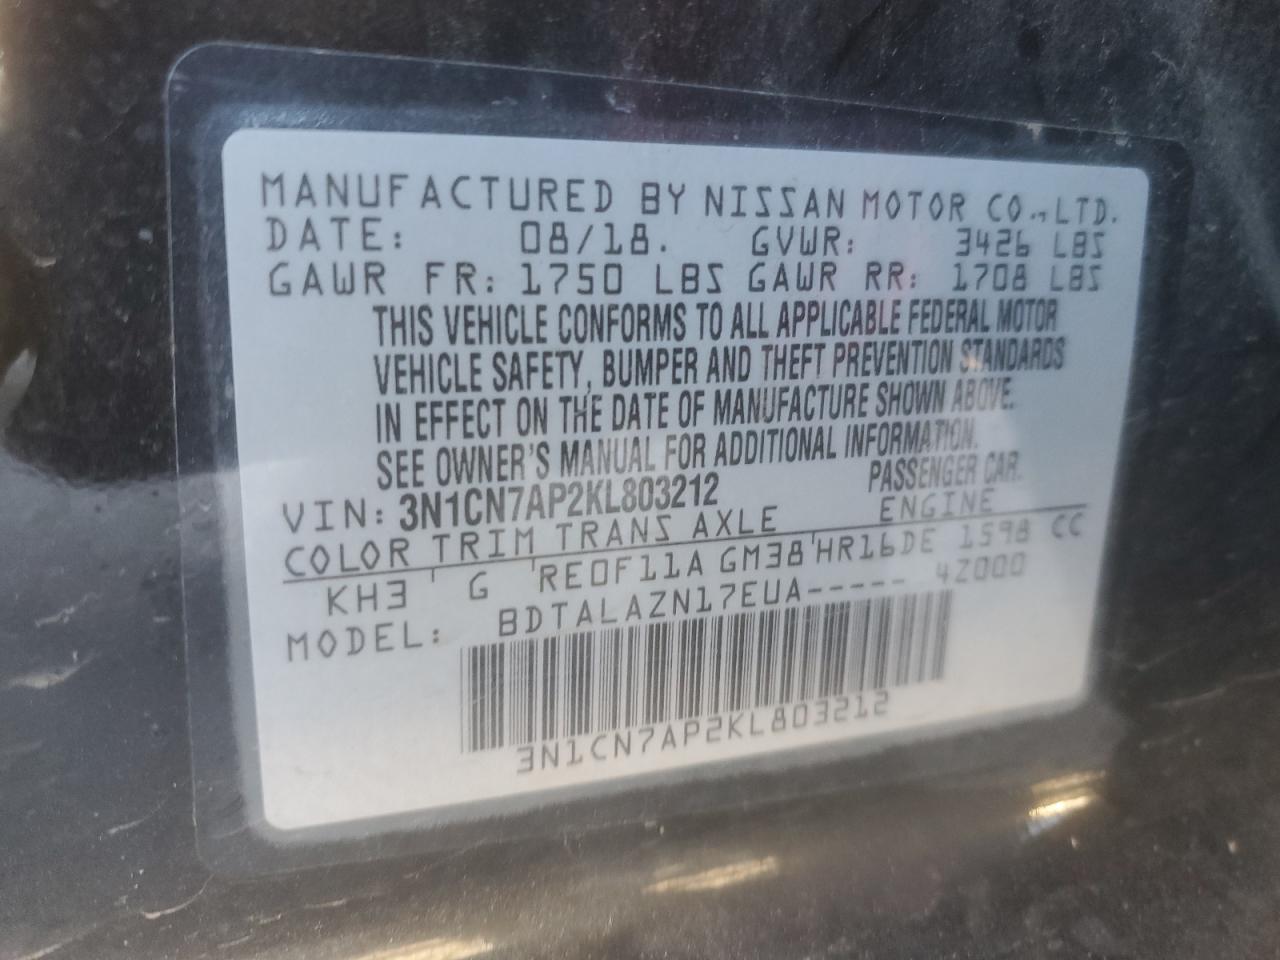 MANUFACTURED BY NISSAN MOTOR CO.,LTD.
DATE: 08/18. GVWR: 3426 LBS
GAWR FR: 1750 LBS GAWR RR: 1708 LBS
THIS VEHICLE CONFORMS TO ALL APPLICABLE FEDERAL MOTOR
VEHICLE SAFETY, BUMPER AND THEFT PREVENTION STANDARDS
IN EFFECT ON THE DATE OF MANUFACTURE SHOWN ABOVE.
SEE OWNER'S MANUAL FOR ADDITIONAL INFORMATION.
VIN: 3N1CN7AP2KL803212 PASSENGER CAR.
COLOR TRIM TRANS AXLE ENGINE
KH3 G RE0F11A GM38 HR16DE 1598 CC
MODEL: BDTALAZN17EUA----- 4Z000
3N1CN7AP2KL803212